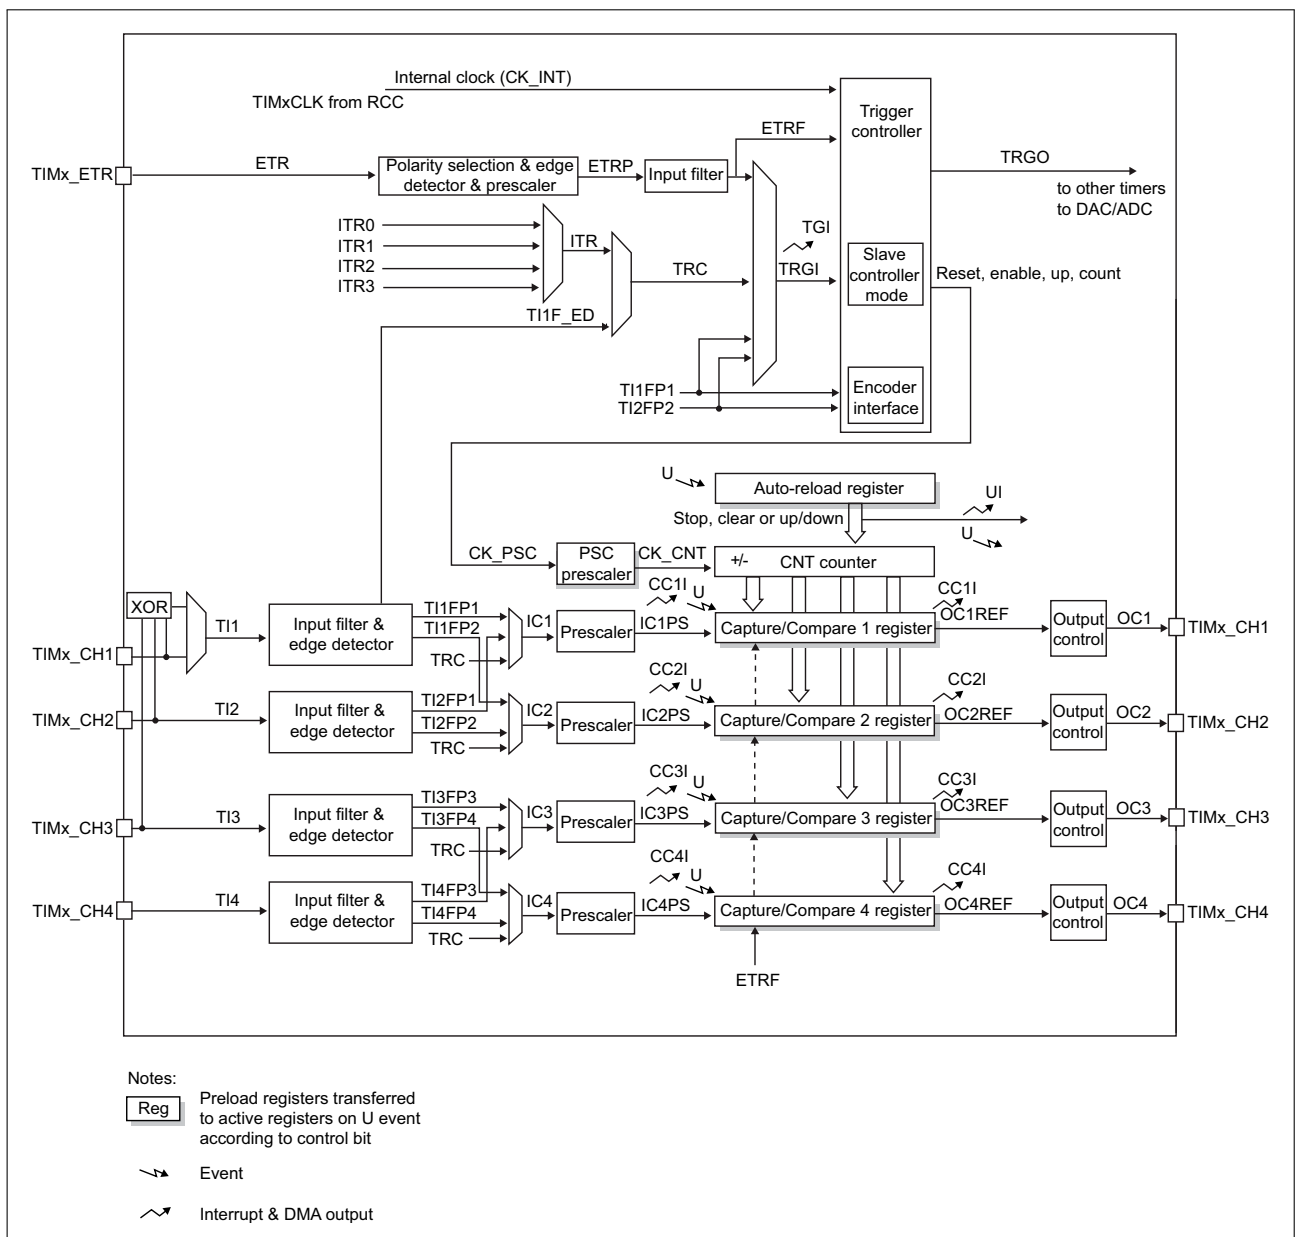 Internal clock (CK_INT)
TIMxCLK from RCC
Trigger
controller
ETRF
TIMx_ETR
ETR
Polarity selection & edge
detector & prescaler
ETRP
Input filter
TRGO
to other timers
to DAC/ADC
ITR0
ITR1
ITR2
ITR3
ITR
TRC
TGI
TRGI
Slave
controller
mode
Reset, enable, up, count
TI1F_ED
TI1FP1
TI2FP2
Encoder
interface
U
Auto-reload register
UI
Stop, clear or up/down
U
CK_PSC
PSC
prescaler
CK_CNT
+/-
CNT counter
XOR
TI1
Input filter &
edge detector
TI1FP1
TI1FP2
TRC
IC1
Prescaler
CC1I
U
IC1PS
Capture/Compare 1 register
CC1I
OC1REF
Output
control
OC1
TIMx_CH1
TIMx_CH1
TIMx_CH2
TI2
Input filter &
edge detector
TI2FP1
TI2FP2
TRC
IC2
Prescaler
CC2I
U
IC2PS
Capture/Compare 2 register
CC2I
OC2REF
Output
control
OC2
TIMx_CH2
TIMx_CH3
TI3
Input filter &
edge detector
TI3FP3
TI3FP4
TRC
IC3
Prescaler
CC3I
U
IC3PS
Capture/Compare 3 register
CC3I
OC3REF
Output
control
OC3
TIMx_CH3
TIMx_CH4
TI4
Input filter &
edge detector
TI4FP3
TI4FP4
TRC
IC4
Prescaler
CC4I
U
IC4PS
Capture/Compare 4 register
CC4I
OC4REF
Output
control
OC4
TIMx_CH4
ETRF
Notes:
Reg
Preload registers transferred
to active registers on U event
according to control bit
Event
Interrupt & DMA output